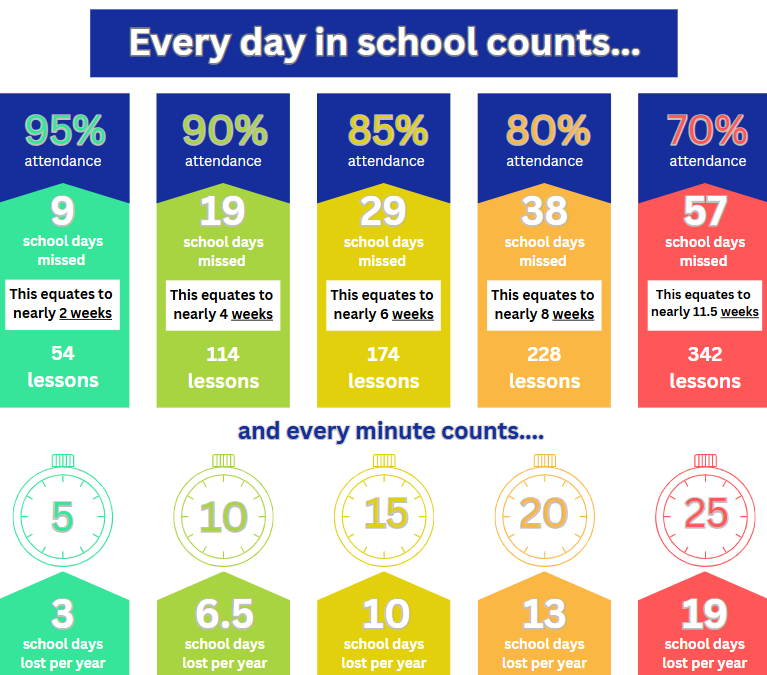 Every day in school counts...
95%
attendance
9
school days
missed
This equates to
nearly 2 weeks
54
lessons
90%
attendance
19
school days
missed
This equates to
nearly 4 weeks
114
lessons
85%
attendance
29
school days
missed
This equates to
nearly 6 weeks
174
lessons
80%
attendance
38
school days
missed
This equates to
nearly 8 weeks
228
lessons
70%
attendance
57
school days
missed
This equates to
nearly 11.5 weeks
342
lessons
and every minute counts....
5
3
school days
lost per year
10
6.5
school days
lost per year
15
10
school days
lost per year
20
13
school days
lost per year
25
19
school days
lost per year